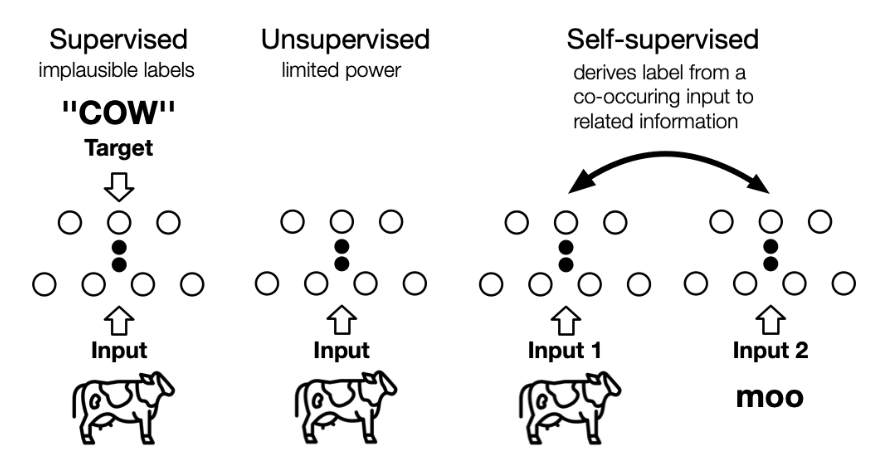 Supervised
implausible labels
"COW"
Target
Input
Unsupervised
limited power
Input
Self-supervised
derives label from a
co-occuring input to
related information
Input 1
Input 2
moo